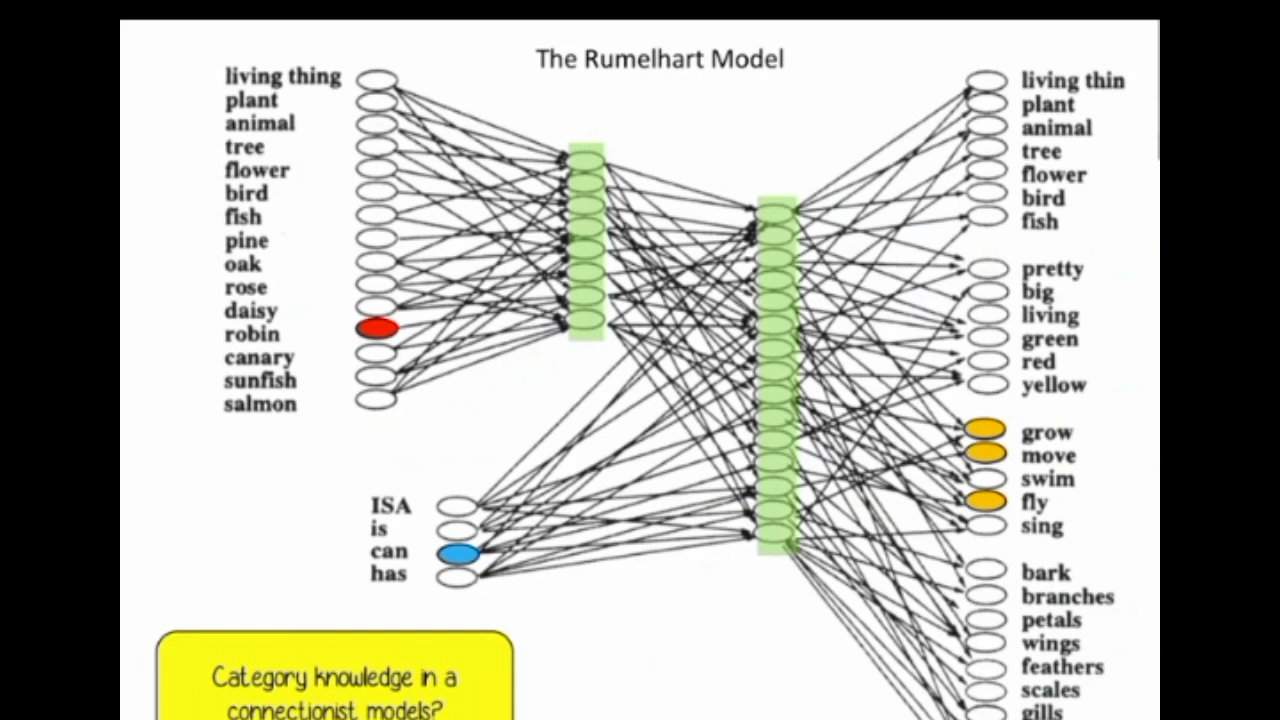 The Rumelhart Model
living thing
plant
animal
tree
flower
bird
fish
pine
oak
rose
daisy
robin
canary
sunfish
salmon
ISA
is
can
has
living thin
plant
animal
tree
flower
bird
fish
pretty
big
living
green
red
yellow
grow
move
swim
fly
sing
bark
branches
petals
wings
feathers
scales
gills
Category knowledge in a
connectionist models?